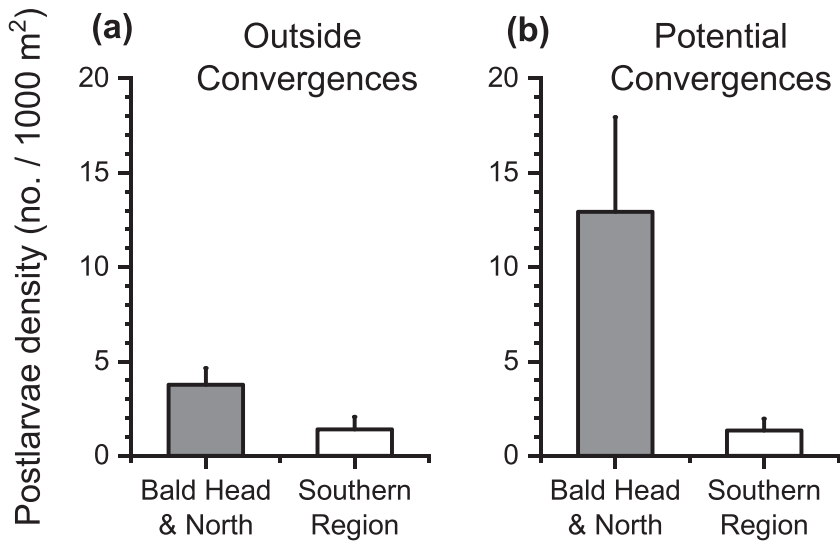 Postlarvae density (no. / 1000 m²)
(a)
Outside
Convergences
20
15
10
5
0
Bald Head
& North
Southern
Region
(b)
Potential
Convergences
20
15
10
5
0
Bald Head
& North
Southern
Region